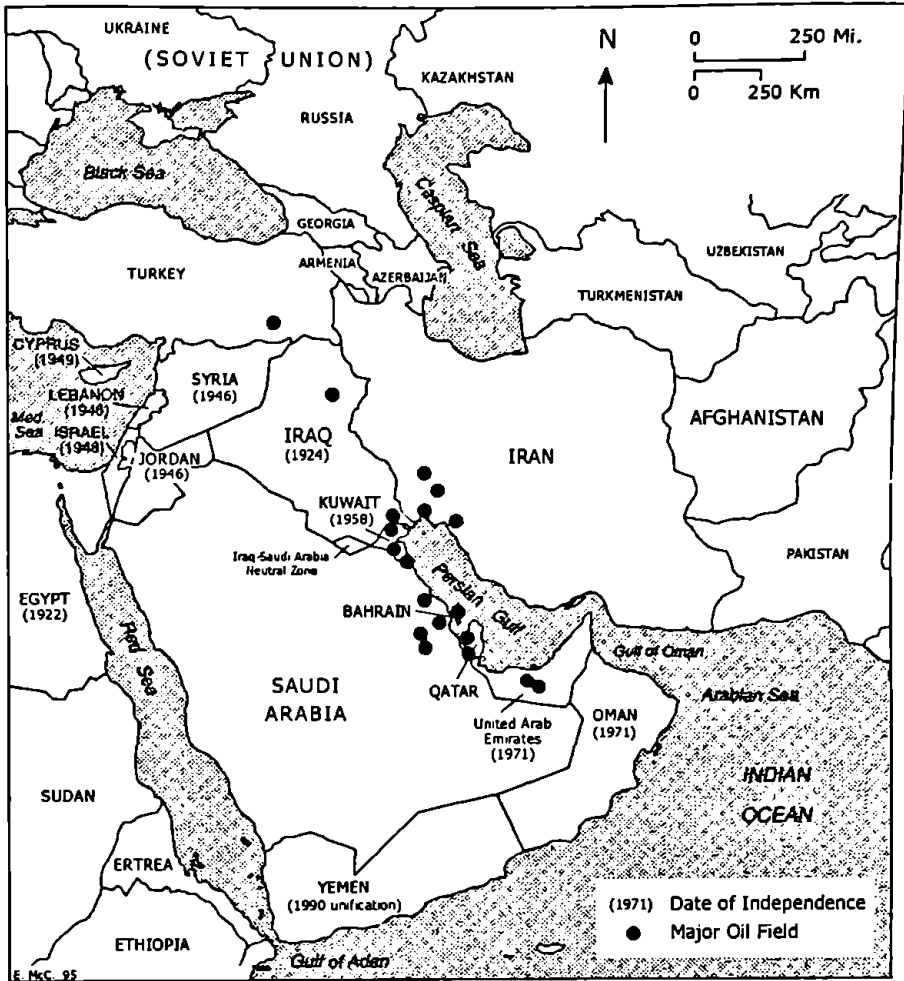 UKRAINE
(SOVIET UNION)
N
0 250 Mi.
0 250 Km
KAZAKHSTAN
RUSSIA
Black Sea
Caspian Sea
GEORGIA
ARMENIA
AZERBAIJAN
UZBEKISTAN
TURKMENISTAN
TURKEY
CYPRUS
(1949)
SYRIA
(1946)
LEBANON
(1946)
Med.
Sea
ISRAEL
(1948)
JORDAN
(1946)
IRAQ
(1924)
IRAN
AFGHANISTAN
KUWAIT
(1958)
Iraq-Saudi Arabia
Neutral Zone
PAKISTAN
EGYPT
(1922)
Red Sea
Persian Gulf
BAHRAIN
Gulf of Oman
Arabian Sea
SAUDI
ARABIA
QATAR
United Arab
Emirates
(1971)
OMAN
(1971)
INDIAN
OCEAN
SUDAN
ERTREA
YEMEN
(1990 unification)
ETHIOPIA
Gulf of Aden
(1971) Date of Independence
Major Oil Field
E. McC. 95